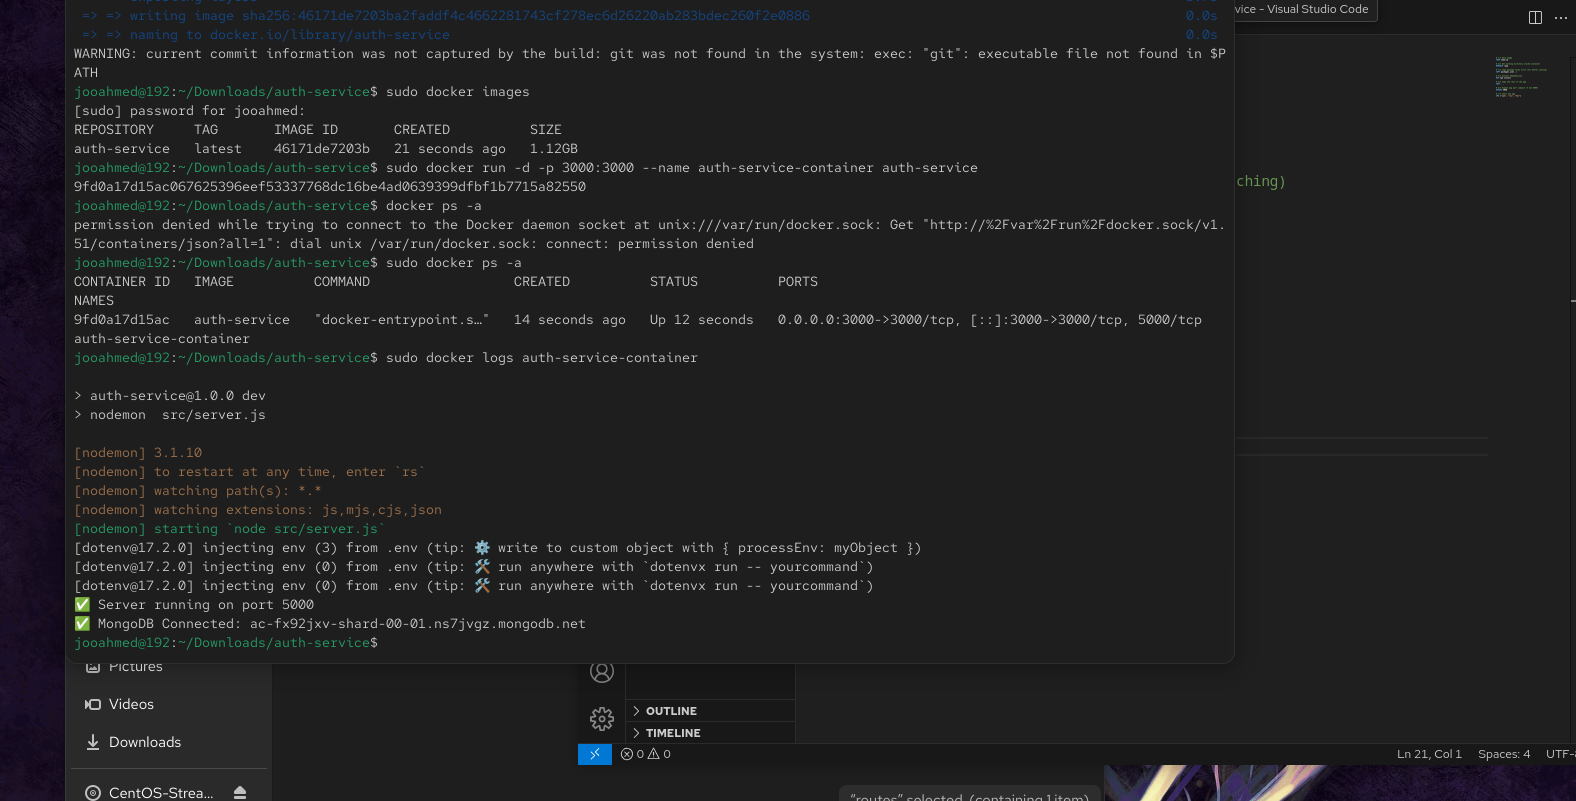 => => writing image sha256:46171de7203ba2faddf4c4662281743cf278ec6d26220ab283bdec260f2e0886 0.0s
=> => naming to docker.io/library/auth-service 0.0s
WARNING: current commit information was not captured by the build: git was not found in the system: exec: "git": executable file not found in $P
ATH
jooahmed@192:~/Downloads/auth-service$ sudo docker images
[sudo] password for jooahmed:
REPOSITORY TAG IMAGE ID CREATED SIZE
auth-service latest 46171de7203b 21 seconds ago 1.12GB
jooahmed@192:~/Downloads/auth-service$ sudo docker run -d -p 3000:3000 --name auth-service-container auth-service
9fd0a17d15ac067625396eef53337768dc16be4ad0639399dfbf1b7715a82550
jooahmed@192:~/Downloads/auth-service$ docker ps -a
permission denied while trying to connect to the Docker daemon socket at unix:///var/run/docker.sock: Get "http://%2Fvar%2Frun%2Fdocker.sock/v1.
51/containers/json?all=1": dial unix /var/run/docker.sock: connect: permission denied
jooahmed@192:~/Downloads/auth-service$ sudo docker ps -a
CONTAINER ID IMAGE COMMAND CREATED STATUS PORTS
NAMES
9fd0a17d15ac auth-service "docker-entrypoint.s…" 14 seconds ago Up 12 seconds 0.0.0.0:3000->3000/tcp, [::]:3000->3000/tcp, 5000/tcp
auth-service-container
jooahmed@192:~/Downloads/auth-service$ sudo docker logs auth-service-container
> auth-service@1.0.0 dev
> nodemon src/server.js
[nodemon] 3.1.10
[nodemon] to restart at any time, enter `rs`
[nodemon] watching path(s): *.*
[nodemon] watching extensions: js,mjs,cjs,json
[nodemon] starting `node src/server.js`
[dotenv@17.2.0] injecting env (3) from .env (tip: ⚙️ write to custom object with { processEnv: myObject })
[dotenv@17.2.0] injecting env (0) from .env (tip: 🛠️ run anywhere with `dotenvx run -- yourcommand`)
[dotenv@17.2.0] injecting env (0) from .env (tip: 🛠️ run anywhere with `dotenvx run -- yourcommand`)
✅ Server running on port 5000
✅ MongoDB Connected: ac-fx92jxv-shard-00-01.ns7jvgz.mongodb.net
jooahmed@192:~/Downloads/auth-service$
vice - Visual Studio Code
ching)
Pictures
Videos
Downloads
CentOS-Strea...
OUTLINE
TIMELINE
0 0
Ln 21, Col 1 Spaces: 4 UTF-
"routes" selected (containing 1 item)